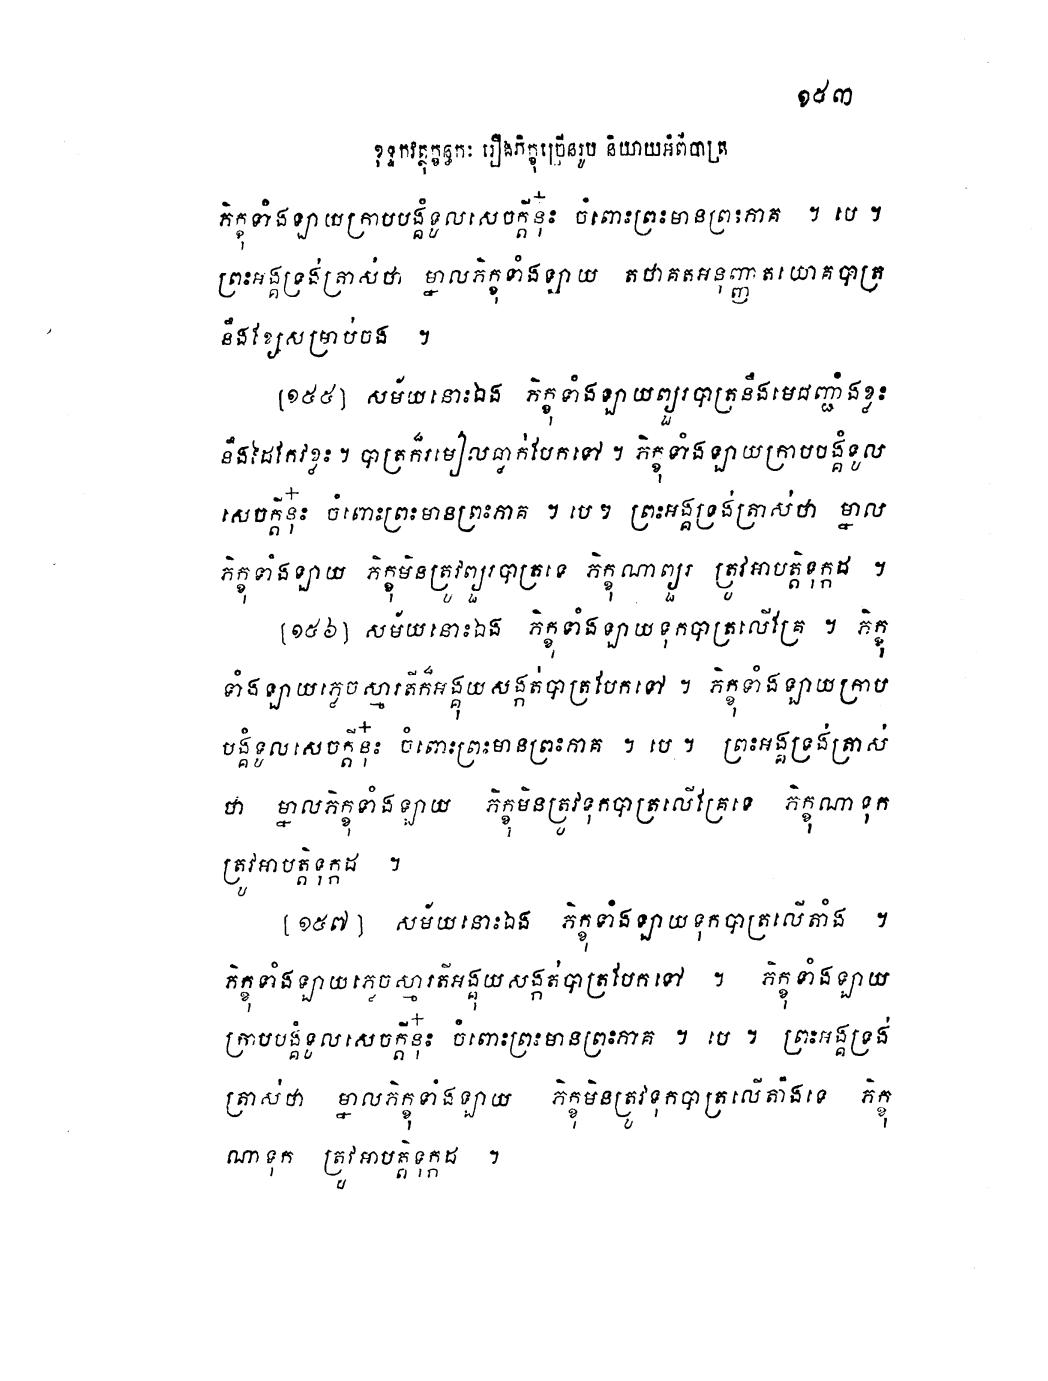 ១៥៣
ខុទ្ទកវត្ថុក្ខន្ធកៈ រឿងភិក្ខុច្រើនរូប និយាយអំពីបាត្រ
ភិក្ខុទាំងឡាយក្រាបបង្គំទូលសេចក្តីនុ៎ះ ចំពោះព្រះមានព្រះភាគ ។ បេ ។
ព្រះអង្គទ្រង់ត្រាស់ថា ម្នាលភិក្ខុទាំងឡាយ តថាគតអនុញ្ញាតយោគបាត្រ
នឹងខ្សែសម្រាប់ចង ។
[១៥៥] សម័យនោះឯង ភិក្ខុទាំងឡាយព្យួរបាត្រនឹងមេជញ្ជាំងខ្លះ
នឹងដៃកែវខ្លះ ។ បាត្រក៏រមៀលធ្លាក់បែកទៅ ។ ភិក្ខុទាំងឡាយក្រាបបង្គំទូល
សេចក្តីនុ៎ះ ចំពោះព្រះមានព្រះភាគ ។ បេ ។ ព្រះអង្គទ្រង់ត្រាស់ថា ម្នាល
ភិក្ខុទាំងឡាយ ភិក្ខុមិនត្រូវព្យួរបាត្រទេ ភិក្ខុណាព្យួរ ត្រូវអាបត្តិទុក្កដ ។
[១៥៦] សម័យនោះឯង ភិក្ខុទាំងឡាយទុកបាត្រលើគ្រែ ។ ភិក្ខុ
ទាំងឡាយភ្លេចស្មារតីក៏អង្គុយសង្កត់បាត្របែកទៅ ។ ភិក្ខុទាំងឡាយក្រាប
បង្គំទូលសេចក្តីនុ៎ះ ចំពោះព្រះមានព្រះភាគ ។ បេ ។ ព្រះអង្គទ្រង់ត្រាស់
ថា ម្នាលភិក្ខុទាំងឡាយ ភិក្ខុមិនត្រូវទុកបាត្រលើគ្រែទេ ភិក្ខុណាទុក
ត្រូវអាបត្តិទុក្កដ ។
[១៥៧] សម័យនោះឯង ភិក្ខុទាំងឡាយទុកបាត្រលើតាំង ។
ភិក្ខុទាំងឡាយភ្លេចស្មារតីអង្គុយសង្កត់បាត្របែកទៅ ។ ភិក្ខុទាំងឡាយ
ក្រាបបង្គំទូលសេចក្តីនុ៎ះ ចំពោះព្រះមានព្រះភាគ ។ បេ ។ ព្រះអង្គទ្រង់
ត្រាស់ថា ម្នាលភិក្ខុទាំងឡាយ ភិក្ខុមិនត្រូវទុកបាត្រលើតាំងទេ ភិក្ខុ
ណាទុក ត្រូវអាបត្តិទុក្កដ ។